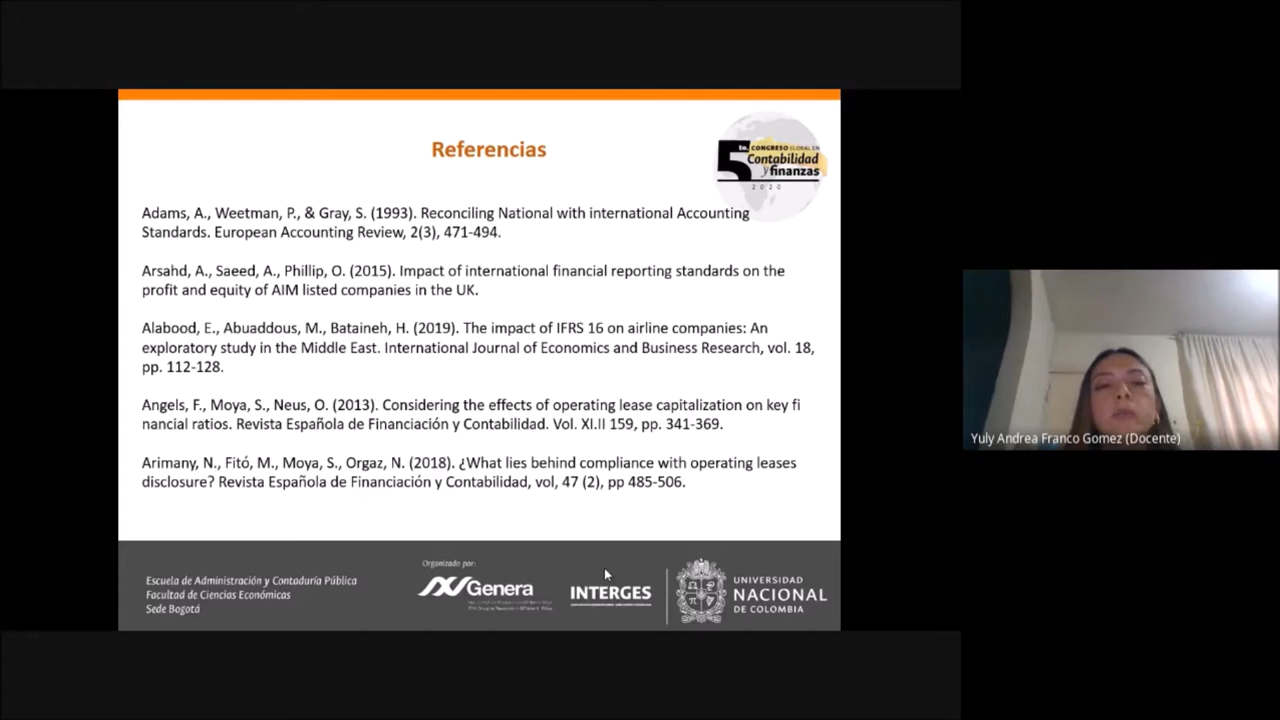 Referencias
5to. CONGRESO GLOBAL EN
Contabilidad
y finanzas
2020
Adams, A., Weetman, P., & Gray, S. (1993). Reconciling National with international Accounting
Standards. European Accounting Review, 2(3), 471-494.
Arsahd, A., Saeed, A., Phillip, O. (2015). Impact of international financial reporting standards on the
profit and equity of AIM listed companies in the UK.
Alabood, E., Abuaddous, M., Bataineh, H. (2019). The impact of IFRS 16 on airline companies: An
exploratory study in the Middle East. International Journal of Economics and Business Research, vol. 18,
pp. 112-128.
Angels, F., Moya, S., Neus, O. (2013). Considering the effects of operating lease capitalization on key fi
nancial ratios. Revista Española de Financiación y Contabilidad. Vol. XI.II 159, pp. 341-369.
Arimany, N., Fitó, M., Moya, S., Orgaz, N. (2018). ¿What lies behind compliance with operating leases
disclosure? Revista Española de Financiación y Contabilidad, vol, 47 (2), pp 485-506.
Yuly Andrea Franco Gomez (Docente)
Escuela de Administración y Contaduría Pública
Facultad de Ciencias Económicas
Sede Bogotá
Organizado por:
Genera
INTERGES
UNIVERSIDAD
NACIONAL
DE COLOMBIA